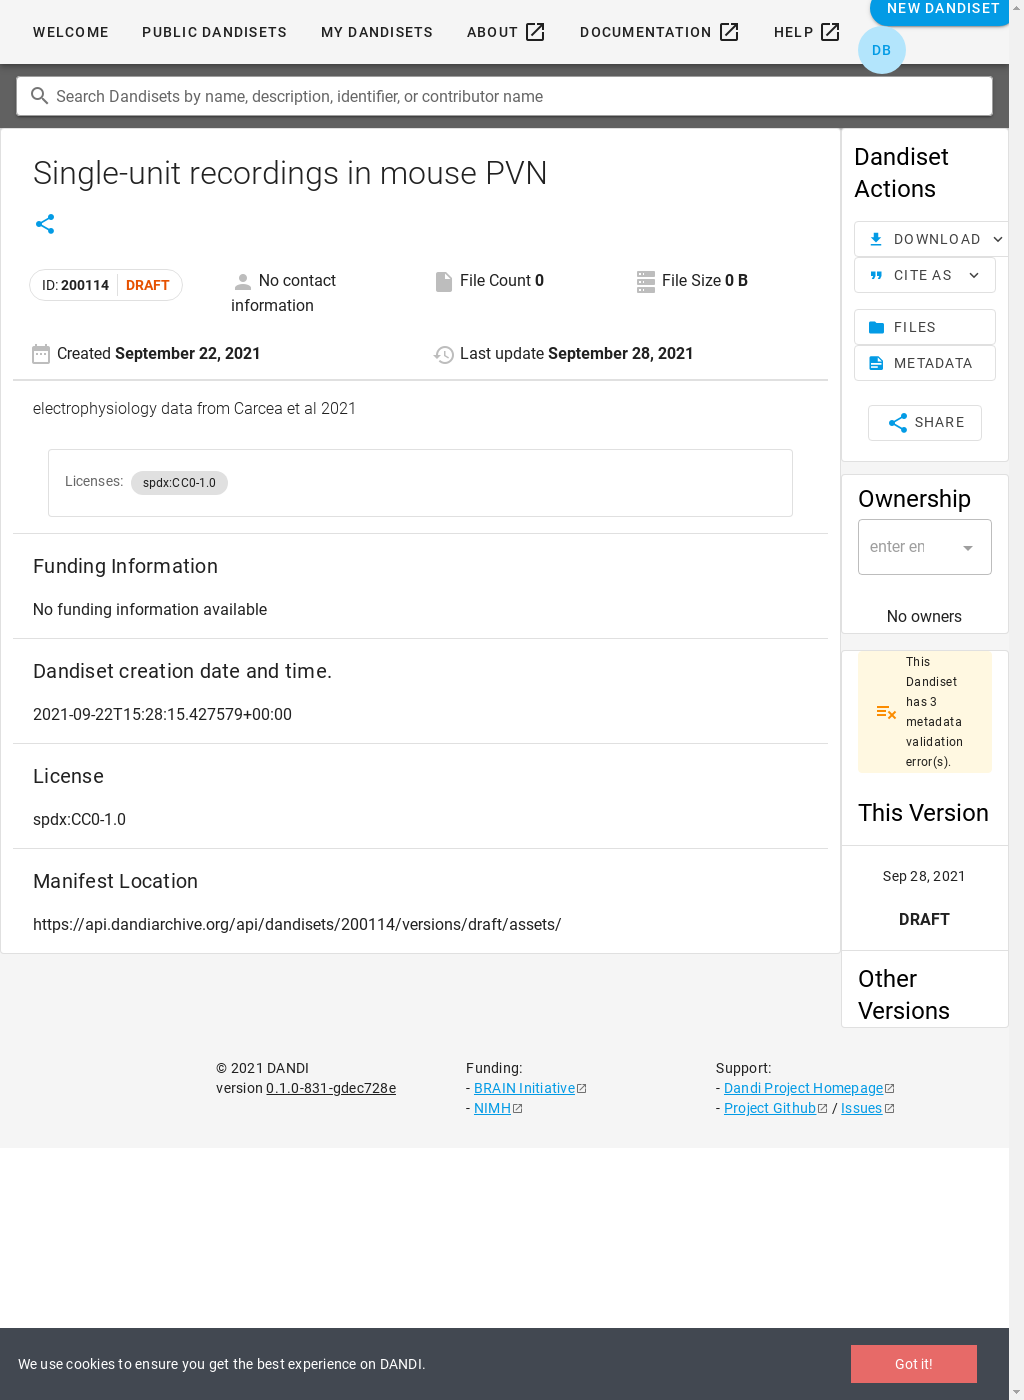 WELCOME
PUBLIC DANDISETS
MY DANDISETS
ABOUT
DOCUMENTATION
HELP
NEW DANDISET
DB
Search Dandisets by name, description, identifier, or contributor name
Single-unit recordings in mouse PVN
ID: 200114 DRAFT
No contact
information
File Count 0
File Size 0 B
Created September 22, 2021
Last update September 28, 2021
electrophysiology data from Carcea et al 2021
Licenses: spdx:CC0-1.0
Funding Information
No funding information available
Dandiset creation date and time.
2021-09-22T15:28:15.427579+00:00
License
spdx:CC0-1.0
Manifest Location
https://api.dandiarchive.org/api/dandisets/200114/versions/draft/assets/
Dandiset
Actions
DOWNLOAD
CITE AS
FILES
METADATA
SHARE
Ownership
enter en
No owners
This
Dandiset
has 3
metadata
validation
error(s).
This Version
Sep 28, 2021
DRAFT
Other
Versions
© 2021 DANDI
version 0.1.0-831-gdec728e
Funding:
- BRAIN Initiative
- NIMH
Support:
- Dandi Project Homepage
- Project Github / Issues
We use cookies to ensure you get the best experience on DANDI.
Got it!